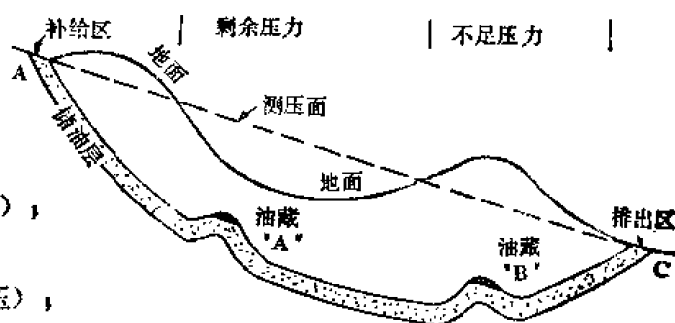 补给区
剩余压力
不足压力
地面
A
测压面
储油层
地面
排出区
油藏
"A"
油藏
"B"
C
）；
压）；